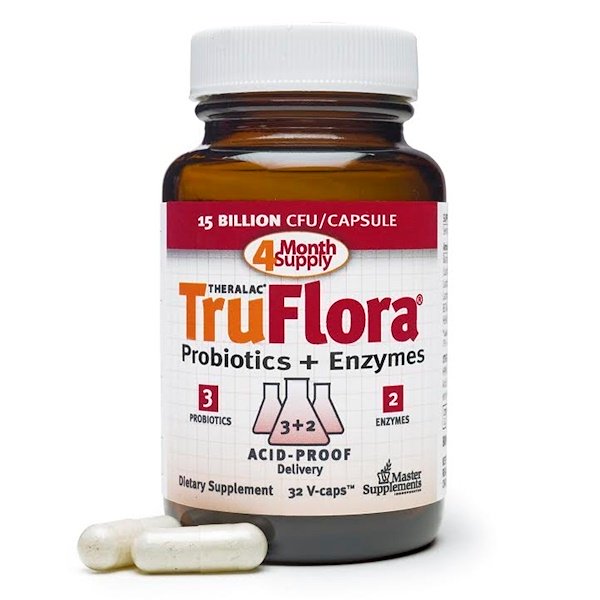 15 BILLION CFU/CAPSULE
4 Month Supply
THERALAC®
TruFlora®
Probiotics + Enzymes
3
PROBIOTICS
3+2
2
ENZYMES
ACID-PROOF
Delivery
Dietary Supplement 32 V-caps™
Master
Supplements
INCORPORATED